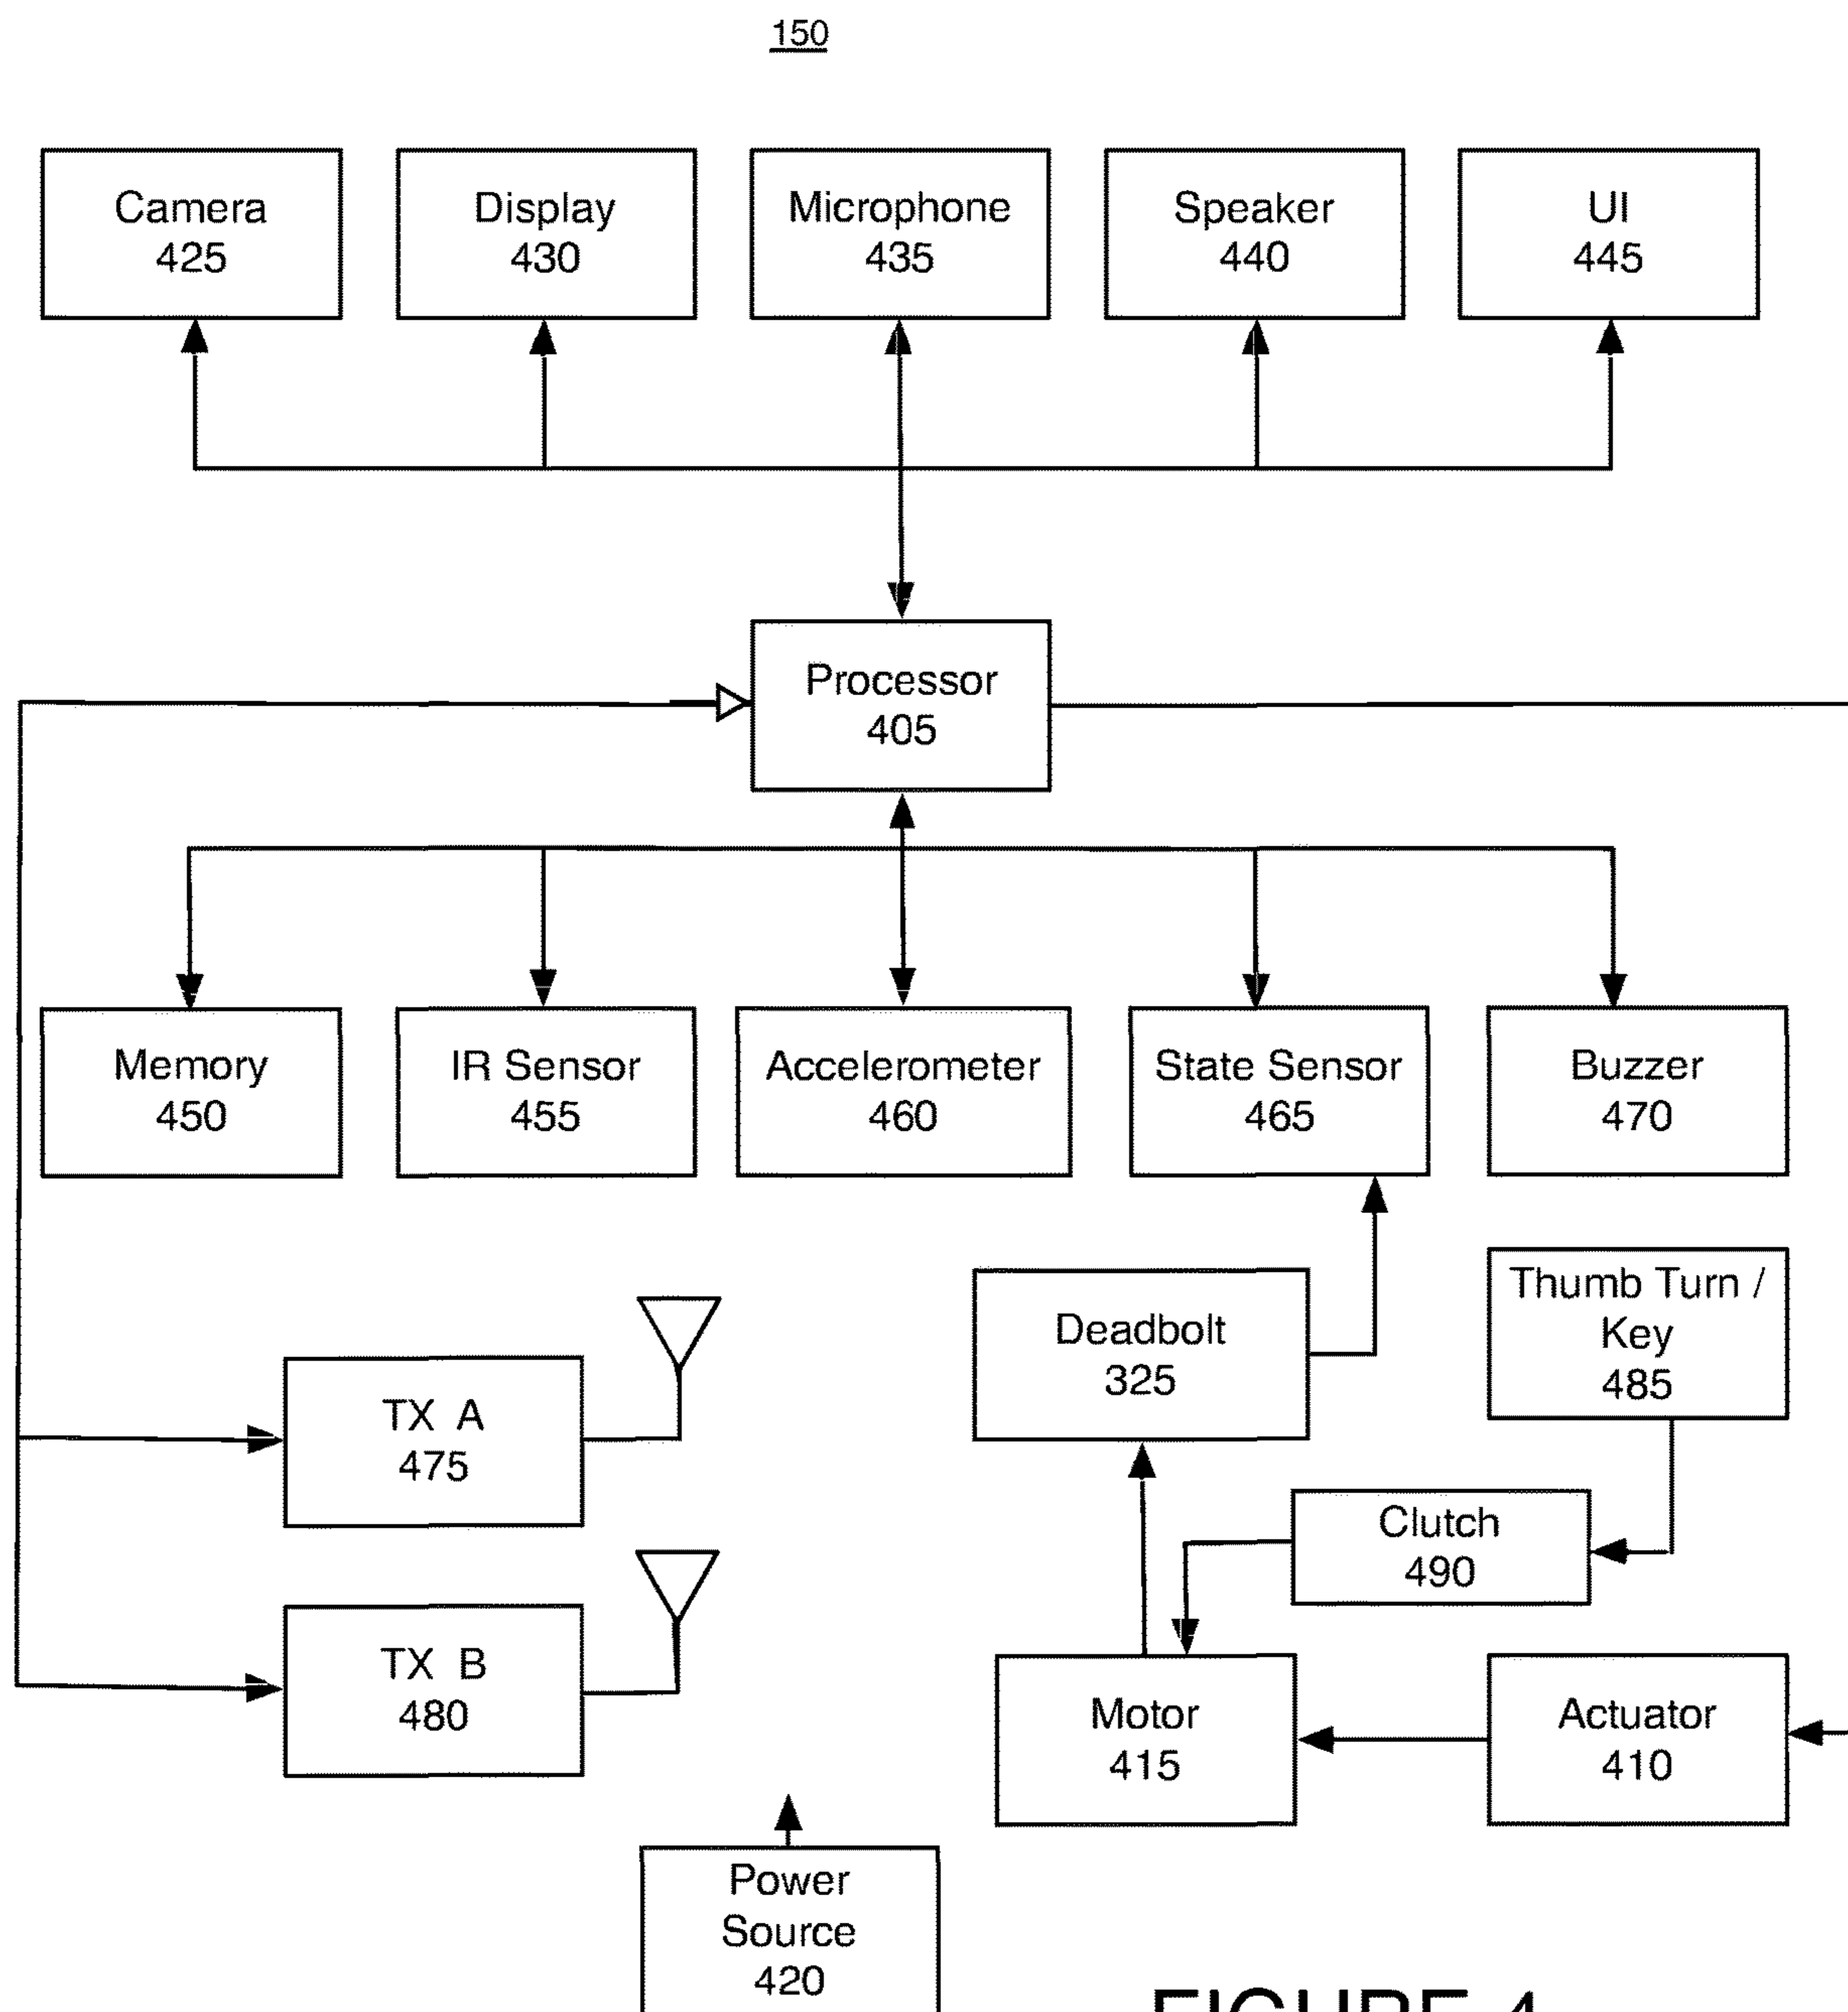 150
Camera
425
Display
430
Microphone
435
Speaker
440
UI
445
Processor
405
Memory
450
IR Sensor
455
Accelerometer
460
State Sensor
465
Buzzer
470
Deadbolt
325
Thumb Turn /
Key
485
TX A
475
Clutch
490
TX B
480
Motor
415
Actuator
410
Power
Source
420
FIGURE 4